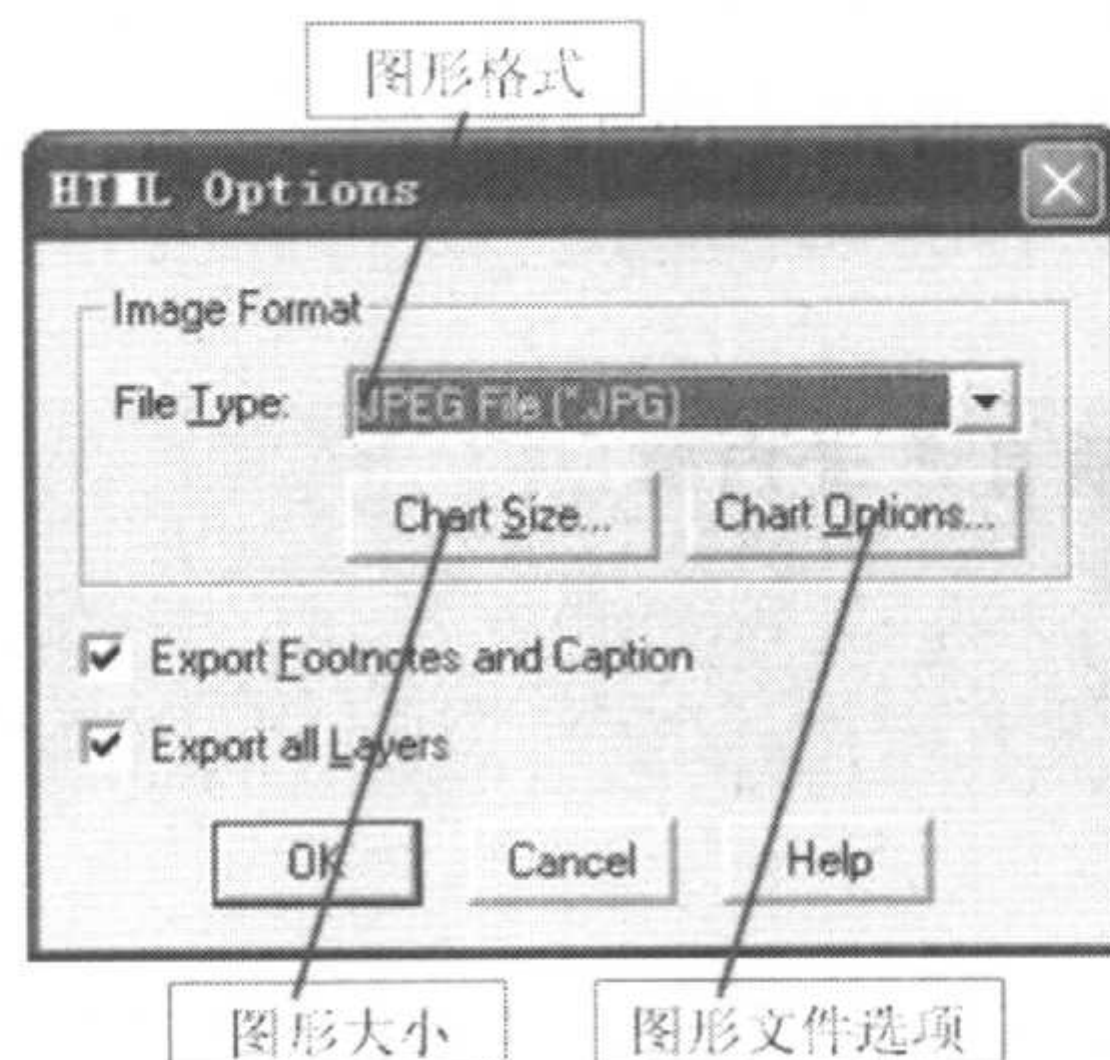 图形格式
HTML Options
Image Format
File Type:
JPEG File (*.JPG)
Chart Size...
Chart Options...
Export Footnotes and Caption
Export all Layers
OK
Cancel
Help
图形大小
图形文件选项